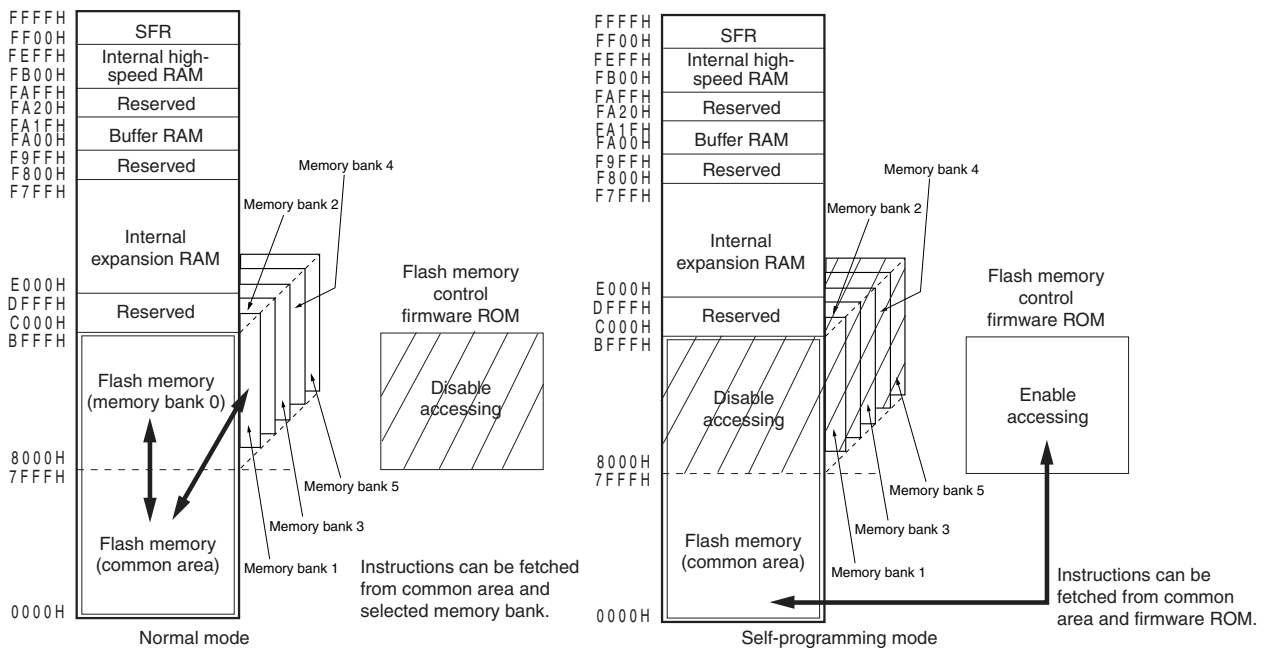 FFFFH
SFR
FF00H
FEFFH
Internal high-
speed RAM
FB00H
FAFFH
Reserved
FA20H
FA1FH
Buffer RAM
FA00H
F9FFH
Reserved
F800H
F7FFH
Memory bank 4
Memory bank 2
Internal
expansion RAM
E000H
DFFFH
Reserved
C000H
BFFFH
Flash memory
control
firmware ROM
Flash memory
(memory bank 0)
Disable
accessing
8000H
7FFFH
Memory bank 5
Memory bank 3
Flash memory
(common area)
Memory bank 1
Instructions can be fetched
from common area and
selected memory bank.
0000H
Normal mode
FFFFH
SFR
FF00H
FEFFH
Internal high-
speed RAM
FB00H
FAFFH
Reserved
FA20H
EA1FH
Buffer RAM
FA00H
F9FFH
Reserved
F800H
F7FFH
Memory bank 4
Memory bank 2
Internal
expansion RAM
E000H
DFFFH
Reserved
C000H
BFFFH
Flash memory
control
firmware ROM
Disable
accessing
Enable
accessing
8000H
7FFFH
Memory bank 5
Memory bank 3
Flash memory
(common area)
Memory bank 1
Instructions can be
fetched from common
area and firmware ROM.
0000H
Self-programming mode